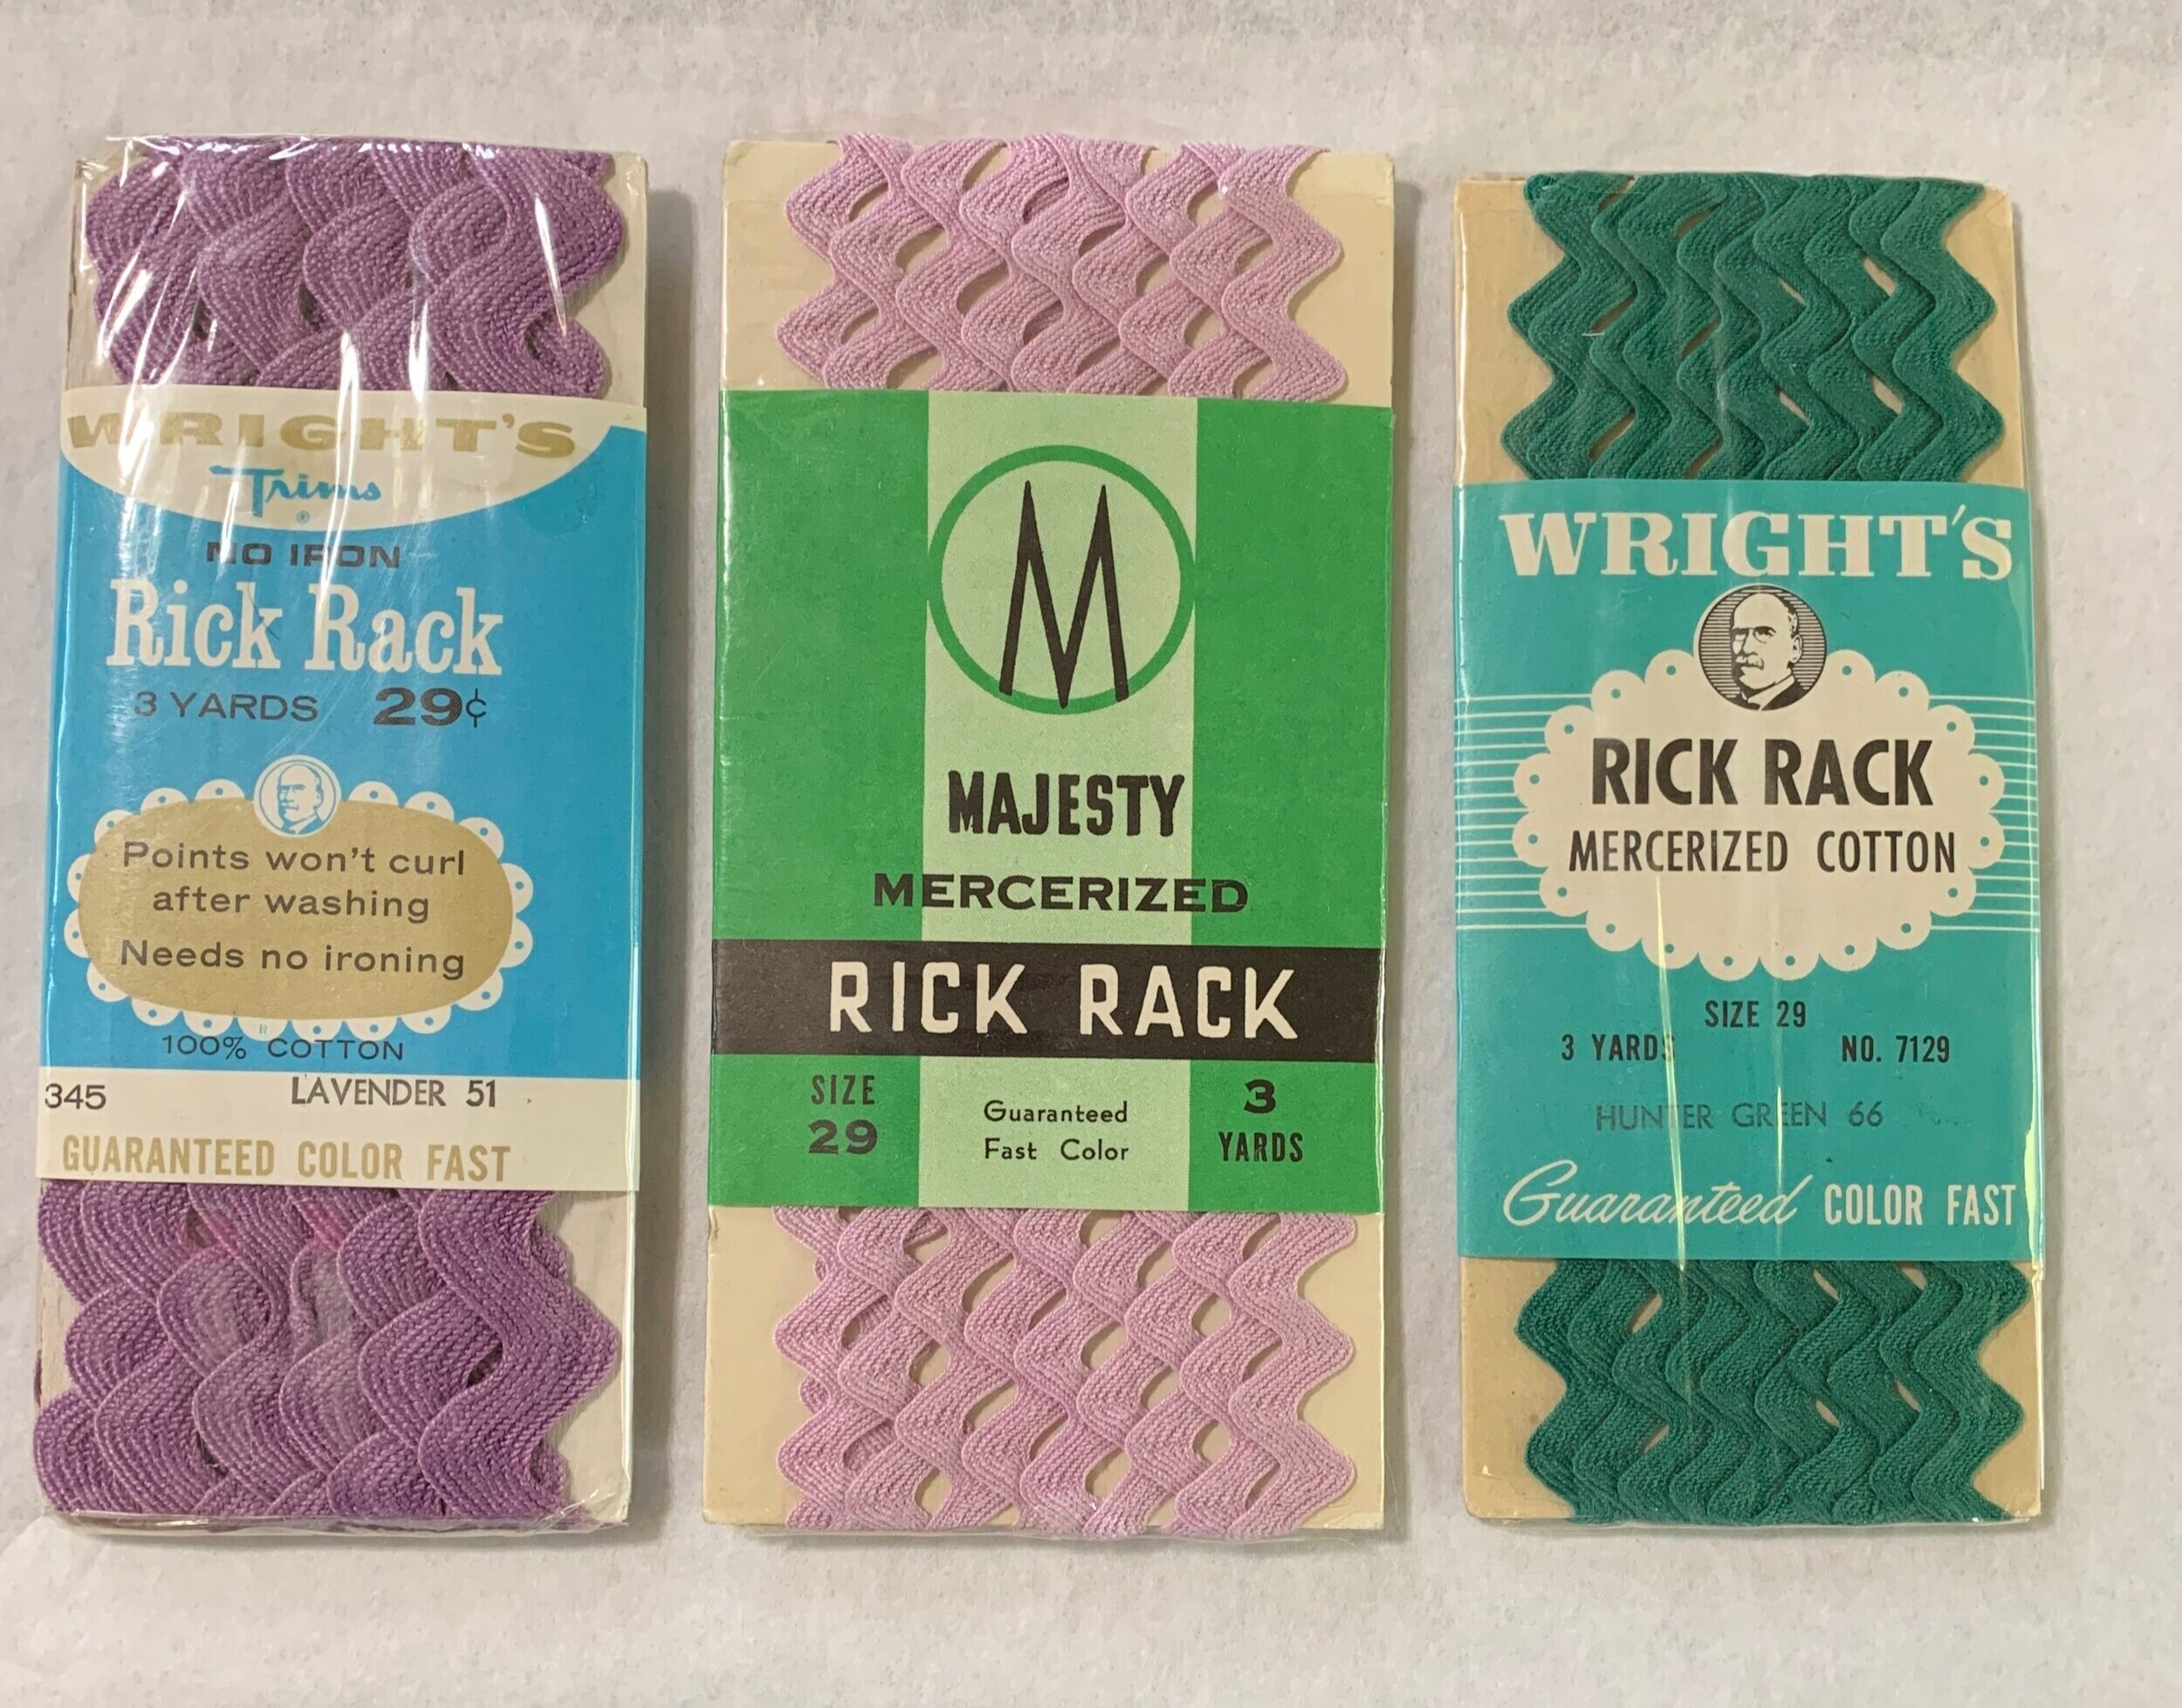 WRIGHT'S
Trims
®
NO IRON
Rick Rack
3 YARDS 29¢
Points won't curl
after washing
Needs no ironing
R
100% COTTON
345 LAVENDER 51
GUARANTEED COLOR FAST
M
MAJESTY
MERCERIZED
RICK RACK
SIZE
29
Guaranteed
Fast Color
3
YARDS
WRIGHT'S
RICK RACK
MERCERIZED COTTON
SIZE 29
3 YARDS NO. 7129
HUNTER GREEN 66
Guaranteed COLOR FAST